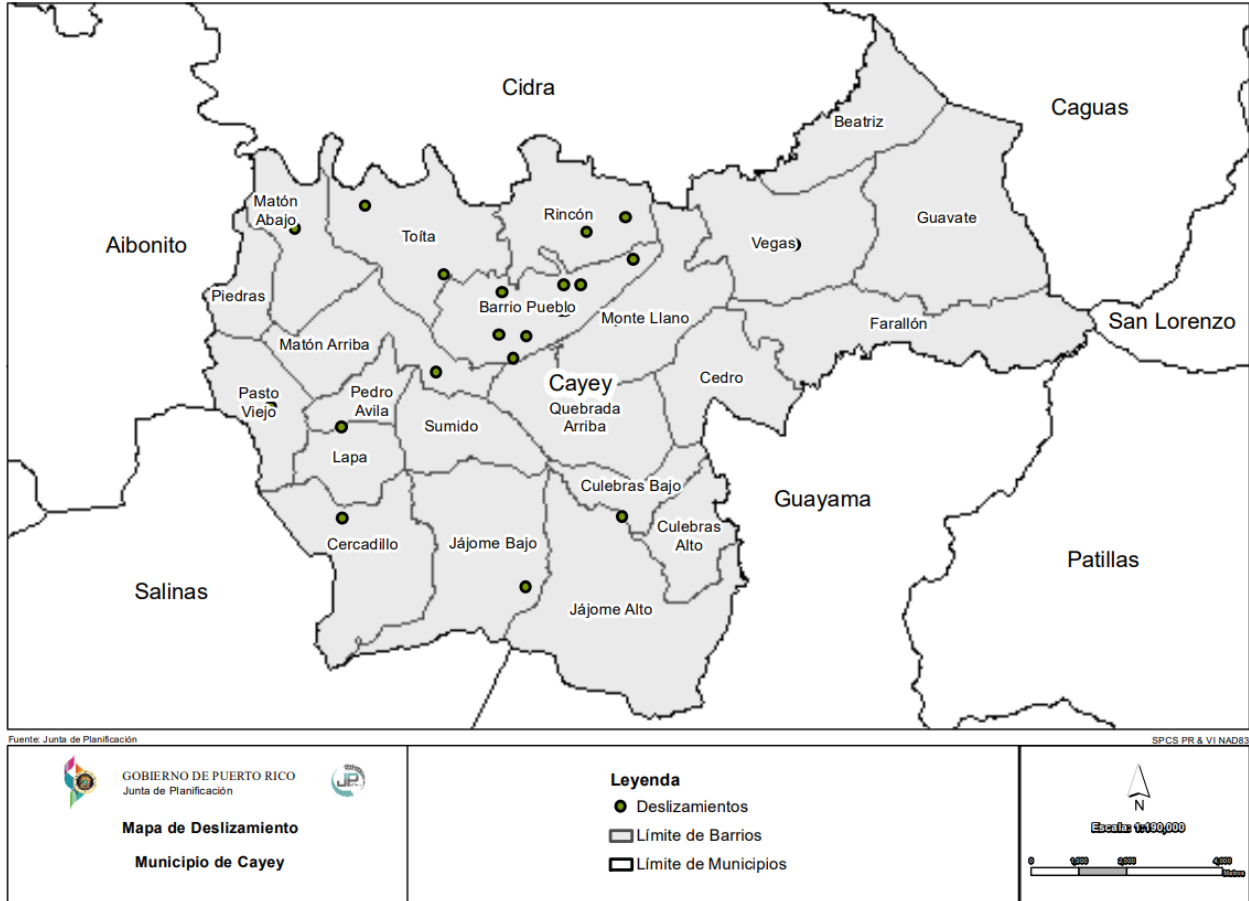 Cidra
Caguas
Beatriz
Matón
Abajo
Rincón
Guavate
Toíta
Aibonito
Vegas
Piedras
Barrio Pueblo
Monte Llano
Farallón
San Lorenzo
Matón Arriba
Cedro
Cayey
Pasto
Viejo
Pedro
Avila
Quebrada
Arriba
Sumido
Lapa
Culebras Bajo
Guayama
Culebras
Alto
Cercadillo
Jájome Bajo
Patillas
Salinas
Jájome Alto
Fuente: Junta de Planificación
SPCS PR & VI NAD83
GOBIERNO DE PUERTO RICO
Junta de Planificación
JP
Mapa de Deslizamiento
Municipio de Cayey
Leyenda
Deslizamientos
Límite de Barrios
Límite de Municipios
N
Escala: 1:190,000
0 1,000 2,000 4,000
Metros